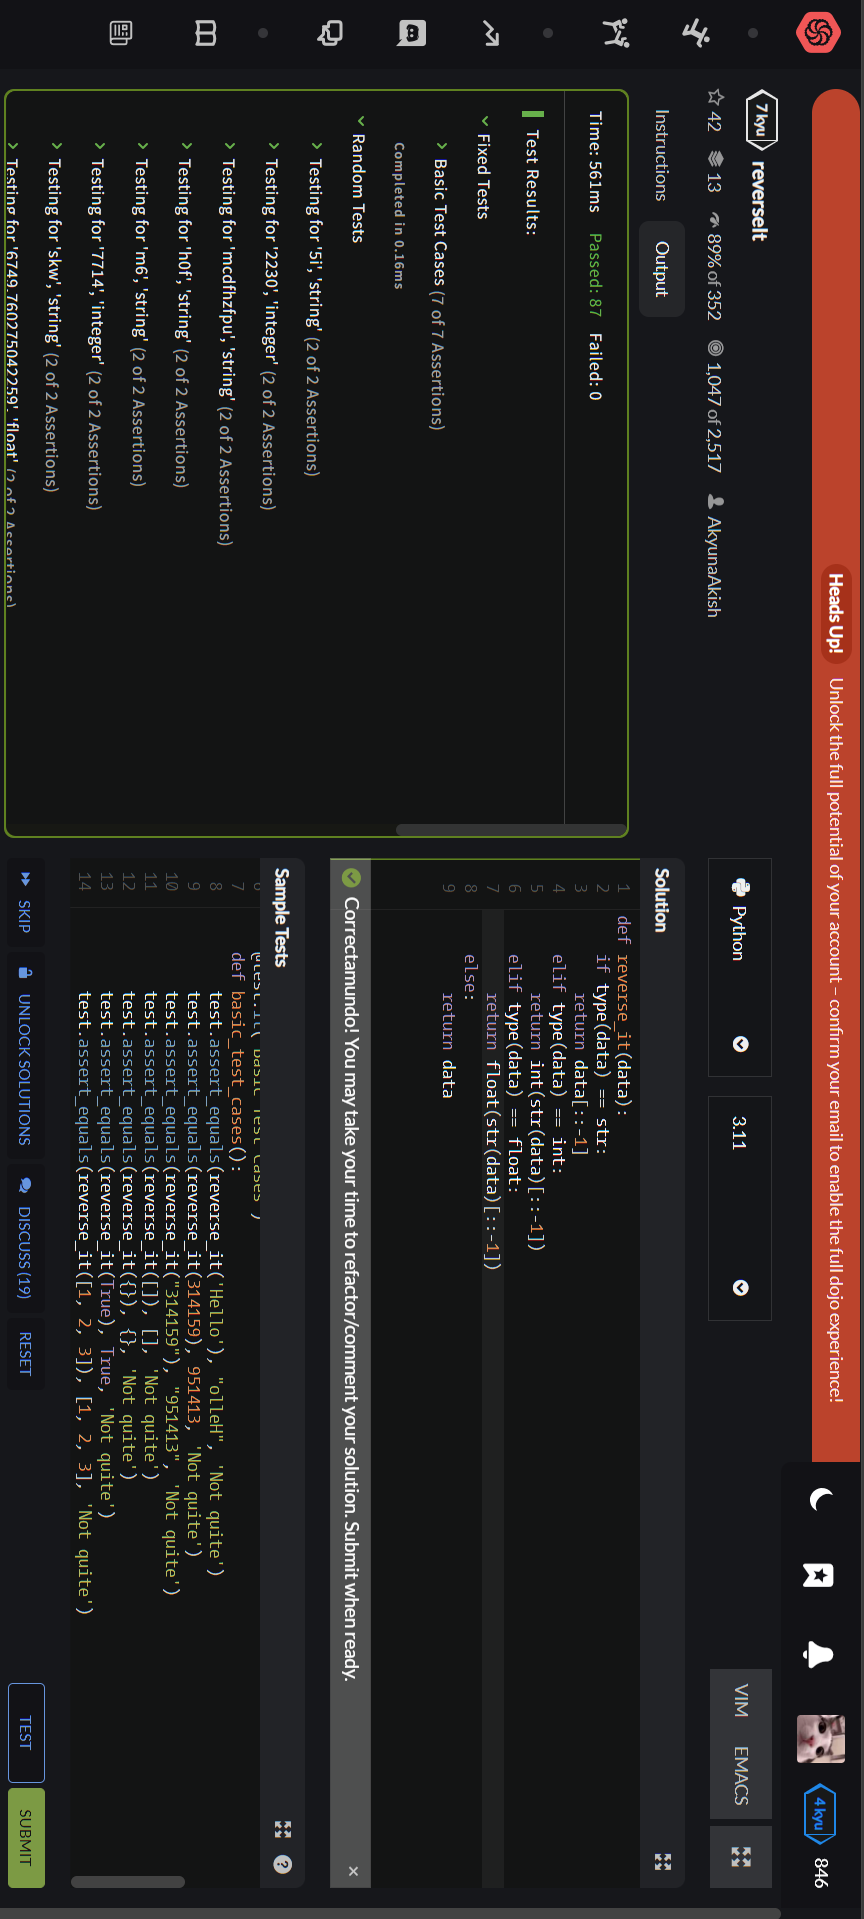 Heads Up! Unlock the full potential of your account – confirm your email to enable the full dojo experience!
4 kyu 846
7 kyu reverseIt
42 13 89% of 352 1,047 of 2,517 AkyunaAkish
Python 3.11 VIM EMACS
Instructions Output
Time: 561ms Passed: 87 Failed: 0
Test Results:
Fixed Tests
Basic Test Cases (7 of 7 Assertions)
Completed in 0.16ms
Random Tests
Testing for '5i', 'string' (2 of 2 Assertions)
Testing for '2230', 'integer' (2 of 2 Assertions)
Testing for 'mcdfhzfpu', 'string' (2 of 2 Assertions)
Testing for 'h0f', 'string' (2 of 2 Assertions)
Testing for 'm6', 'string' (2 of 2 Assertions)
Testing for '7714', 'integer' (2 of 2 Assertions)
Testing for 'skw', 'string' (2 of 2 Assertions)
Testing for '6749.760275042259', 'float' (2 of 2 Assertions)
Solution
1 def reverse_it(data):
2 if type(data) == str:
3 return data[::-1]
4 elif type(data) == int:
5 return int(str(data)[::-1])
6 elif type(data) == float:
7 return float(str(data)[::-1])
8 else:
9 return data
Correctamundo! You may take your time to refactor/comment your solution. Submit when ready.
Sample Tests
6 @test.it("Basic Test Cases")
7 def basic_test_cases():
8 test.assert_equals(reverse_it('Hello'), "olleH", 'Not quite')
9 test.assert_equals(reverse_it(314159), 951413, 'Not quite')
10 test.assert_equals(reverse_it("314159"), "951413", 'Not quite')
11 test.assert_equals(reverse_it([]), [], 'Not quite')
12 test.assert_equals(reverse_it({}), {}, 'Not quite')
13 test.assert_equals(reverse_it(True), True, 'Not quite')
14 test.assert_equals(reverse_it([1, 2, 3]), [1, 2, 3], 'Not quite')
SKIP UNLOCK SOLUTIONS DISCUSS (19) RESET TEST SUBMIT